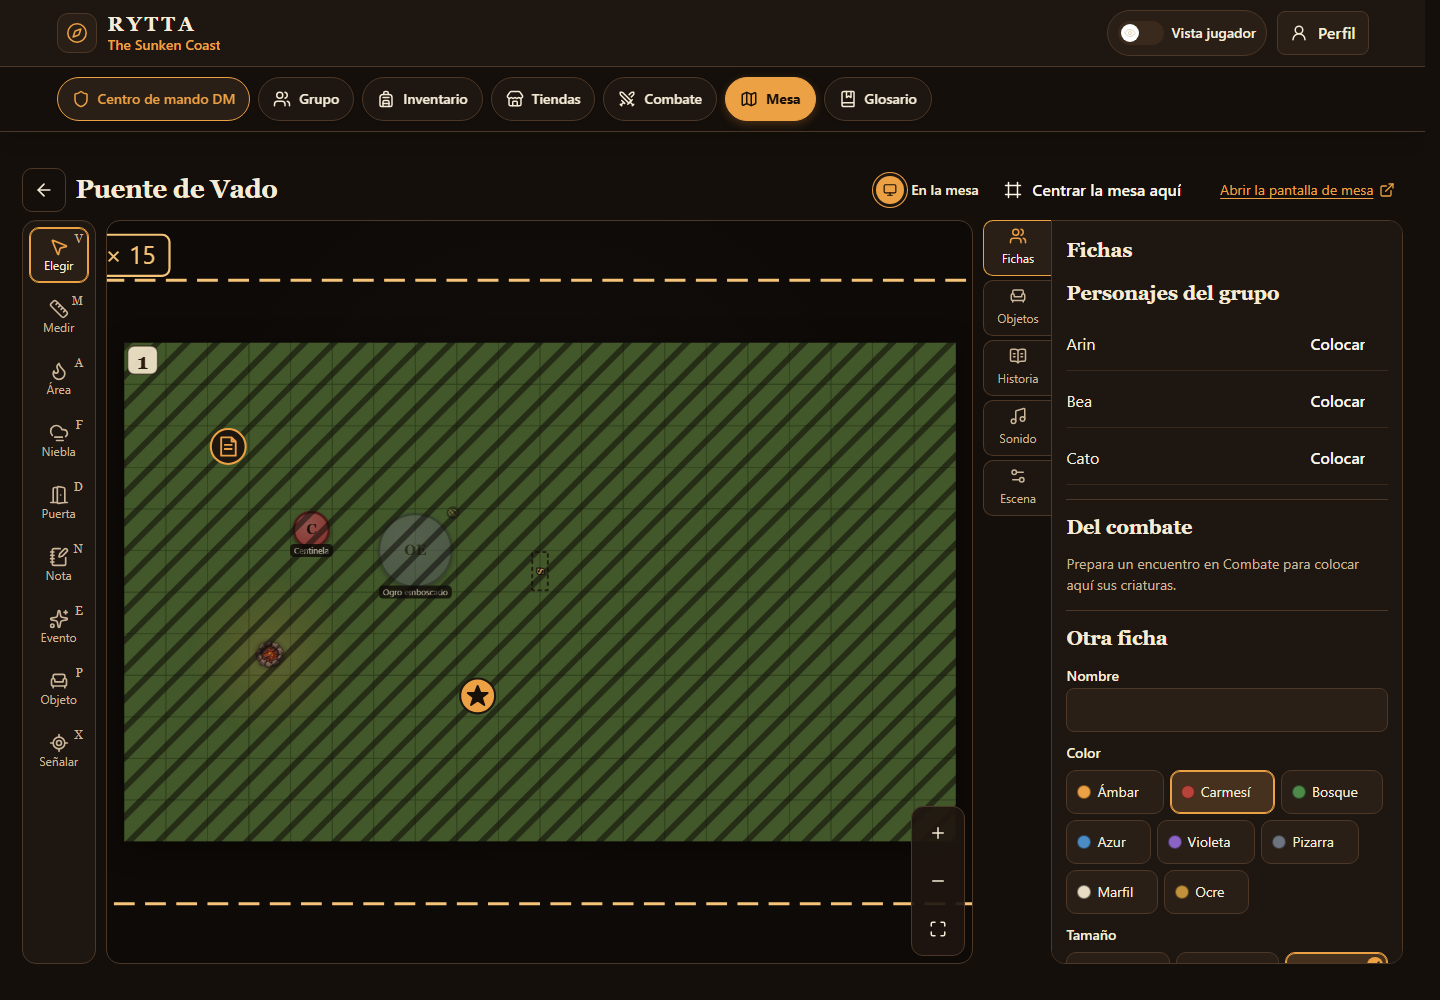 RYTTA
The Sunken Coast
Vista jugador
Perfil
Centro de mando DM
Grupo
Inventario
Tiendas
Combate
Mesa
Glosario
Puente de Vado
En la mesa
Centrar la mesa aquí
Abrir la pantalla de mesa
V
Elegir
M
Medir
A
Área
F
Niebla
D
Puerta
N
Nota
E
Evento
P
Objeto
X
Señalar
× 15
1
C
Centinela
OE
Ogro emboscado
S
Fichas
Objetos
Historia
Sonido
Escena
Fichas
Personajes del grupo
Arin Colocar
Bea Colocar
Cato Colocar
Del combate
Prepara un encuentro en Combate para colocar
aquí sus criaturas.
Otra ficha
Nombre
Color
Ámbar Carmesí Bosque
Azur Violeta Pizarra
Marfil Ocre
Tamaño